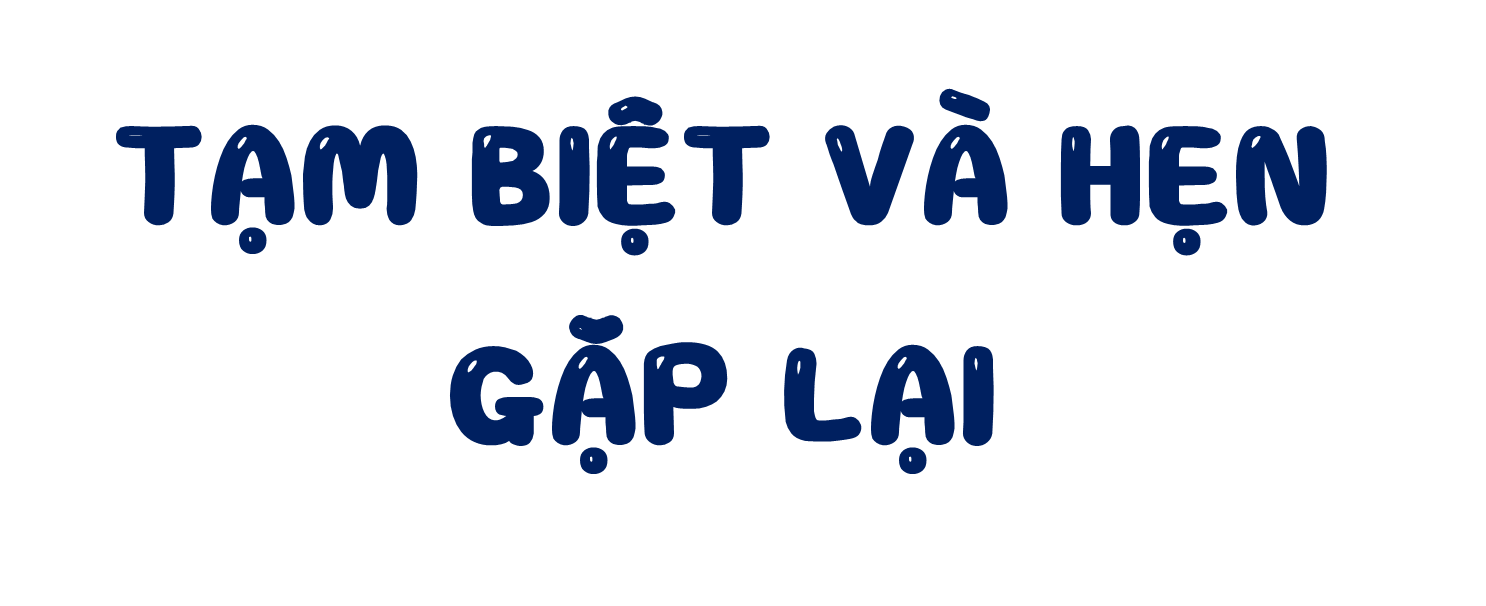 TẠM BIỆT VÀ HẸN
GẶP LẠI